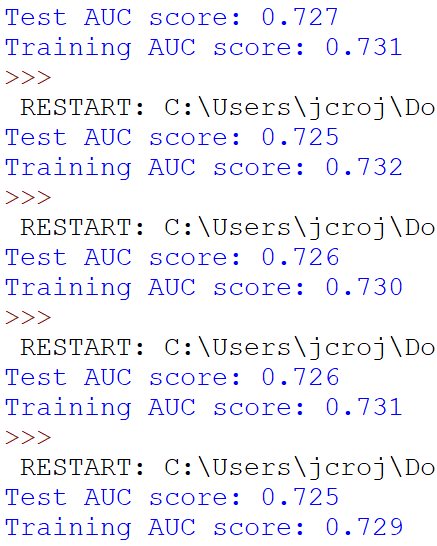 Test AUC score: 0.727
Training AUC score: 0.731
>>>
RESTART: C:\Users\jcroj\Do
Test AUC score: 0.725
Training AUC score: 0.732
>>>
RESTART: C:\Users\jcroj\Do
Test AUC score: 0.726
Training AUC score: 0.730
>>>
RESTART: C:\Users\jcroj\Do
Test AUC score: 0.726
Training AUC score: 0.731
>>>
RESTART: C:\Users\jcroj\Do
Test AUC score: 0.725
Training AUC score: 0.729